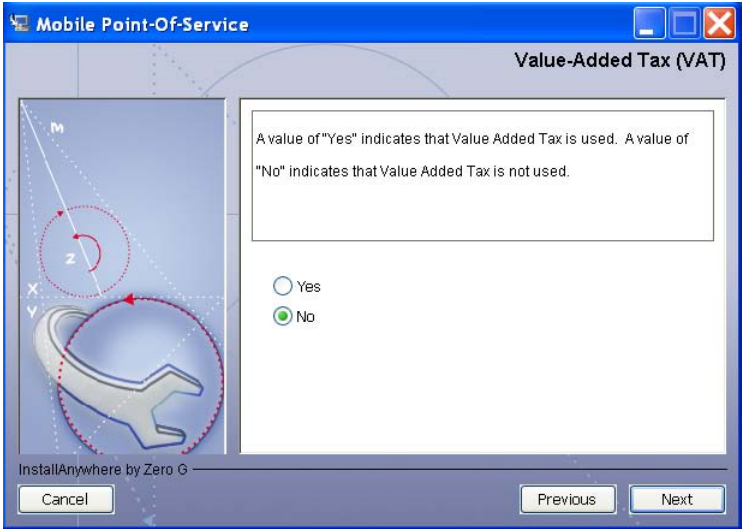 Mobile Point-Of-Service
Value-Added Tax (VAT)
M
Z
X
Y
A value of "Yes" indicates that Value Added Tax is used. A value of
"No" indicates that Value Added Tax is not used.
Yes
No
InstallAnywhere by Zero G
Cancel
Previous
Next